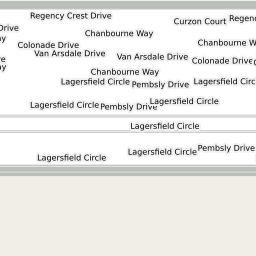 Regency Crest Drive
Curzon Court
Drive
Chanbourne Way
Chanbourne W
Colonade Drive
Van Arsdale Drive
Van Arsdale Drive
Colonade Drive
Chanbourne Way
Lagersfield Circle
Pembsly Drive
Lagersfield Circ
Lagersfield Circle
Pembsly Drive
Lagersfield Circle
Lagersfield Circle
Lagersfield Circle
Pembsly Drive
Lagersfield Circle